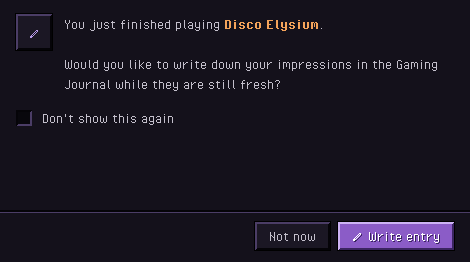 You just finished playing Disco Elysium.
Would you like to write down your impressions in the Gaming
Journal while they are still fresh?
Don't show this again
Not now
Write entry